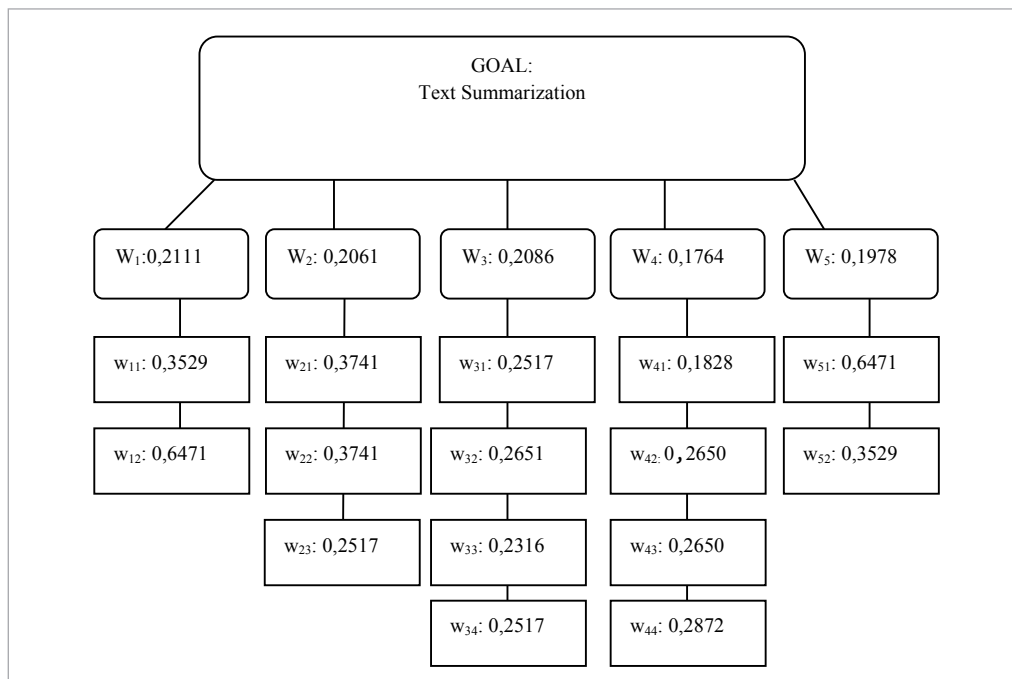 GOAL:
Text Summarization
W₁:0,2111
W₂: 0,2061
W₃: 0,2086
W₄: 0,1764
W₅: 0,1978
w₁₁: 0,3529
w₂₁: 0,3741
w₃₁: 0,2517
w₄₁: 0,1828
w₅₁: 0,6471
w₁₂: 0,6471
w₂₂: 0,3741
w₃₂: 0,2651
w₄₂: 0,2650
w₅₂: 0,3529
w₂₃: 0,2517
w₃₃: 0,2316
w₄₃: 0,2650
w₃₄: 0,2517
w₄₄: 0,2872